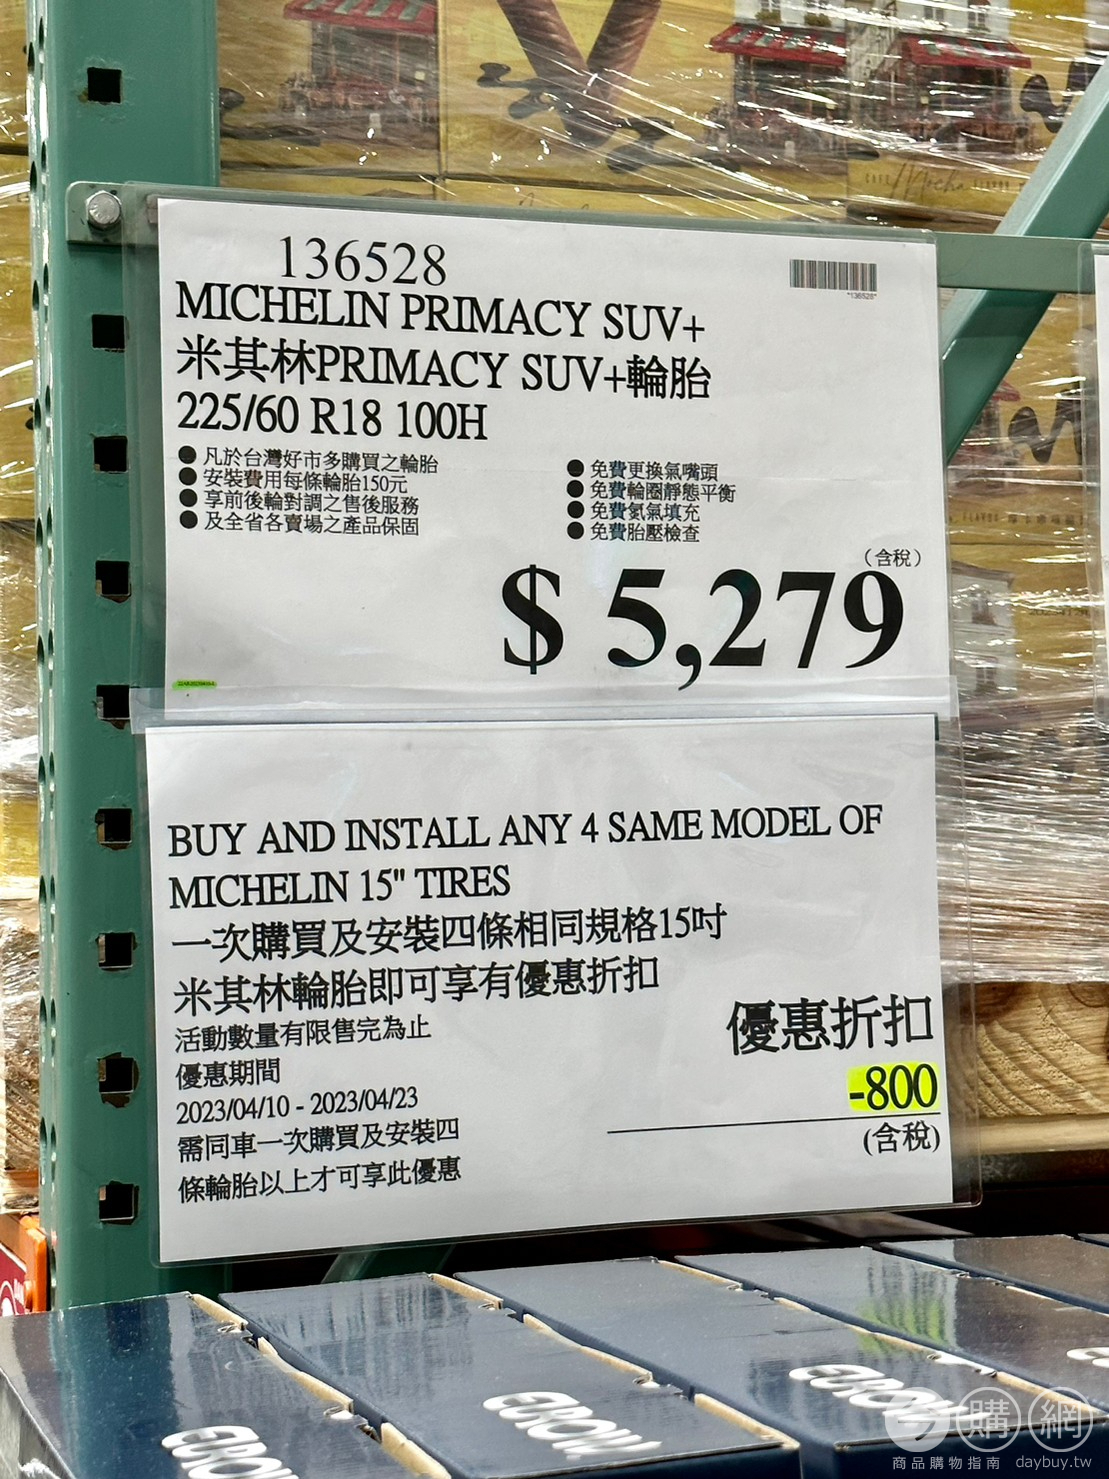 136528
*136528*
MICHELIN PRIMACY SUV+
米其林PRIMACY SUV+輪胎
225/60 R18 100H
● 凡於台灣好市多購買之輪胎
● 安裝費用每條輪胎150元
● 享前後輪對調之售後服務
● 及全省各賣場之產品保固
● 免費更換氣嘴頭
● 免費輪圈靜態平衡
● 免費氮氣填充
● 免費胎壓檢查
(含稅)
$ 5,279
BUY AND INSTALL ANY 4 SAME MODEL OF
MICHELIN 15" TIRES
一次購買及安裝四條相同規格15吋
米其林輪胎即可享有優惠折扣
活動數量有限售完為止
優惠期間
2023/04/10 - 2023/04/23
需同車一次購買及安裝四
條輪胎以上才可享此優惠
優惠折扣
-800
(含稅)
購網
商品購物指南 daybuy.tw